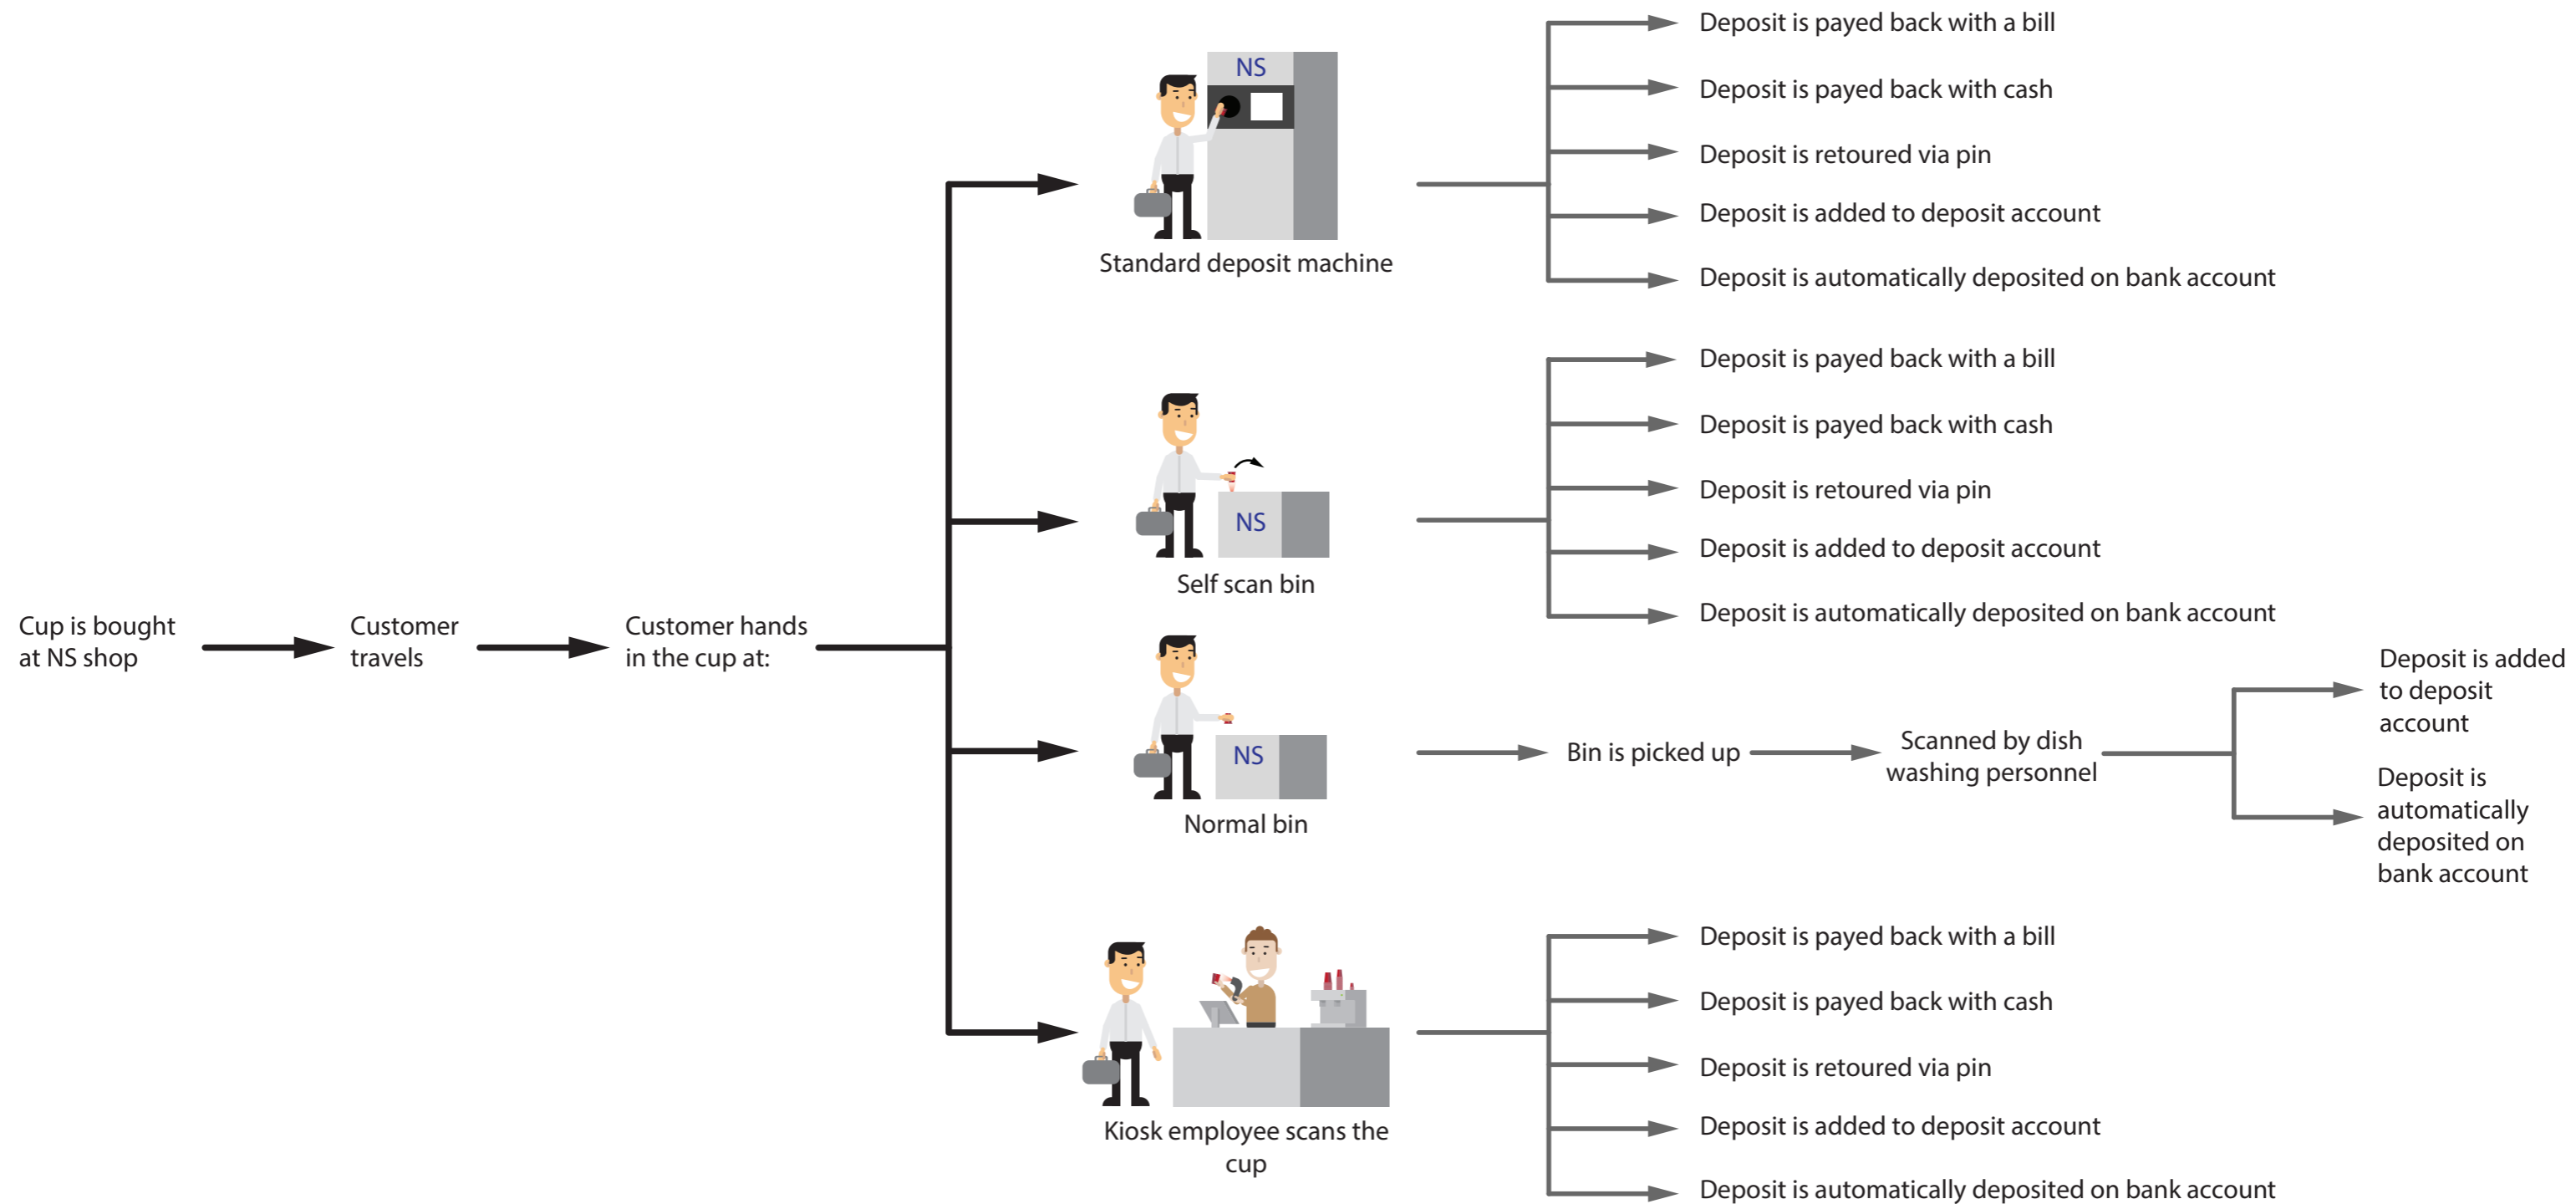 Cup is bought
at NS shop
Customer
travels
Customer hands
in the cup at:
NS
Standard deposit machine
Deposit is payed back with a bill
Deposit is payed back with cash
Deposit is retoured via pin
Deposit is added to deposit account
Deposit is automatically deposited on bank account
NS
Self scan bin
Deposit is payed back with a bill
Deposit is payed back with cash
Deposit is retoured via pin
Deposit is added to deposit account
Deposit is automatically deposited on bank account
NS
Normal bin
Bin is picked up
Scanned by dish
washing personnel
Deposit is added
to deposit
account
Deposit is
automatically
deposited on
bank account
Kiosk employee scans the
cup
Deposit is payed back with a bill
Deposit is payed back with cash
Deposit is retoured via pin
Deposit is added to deposit account
Deposit is automatically deposited on bank account